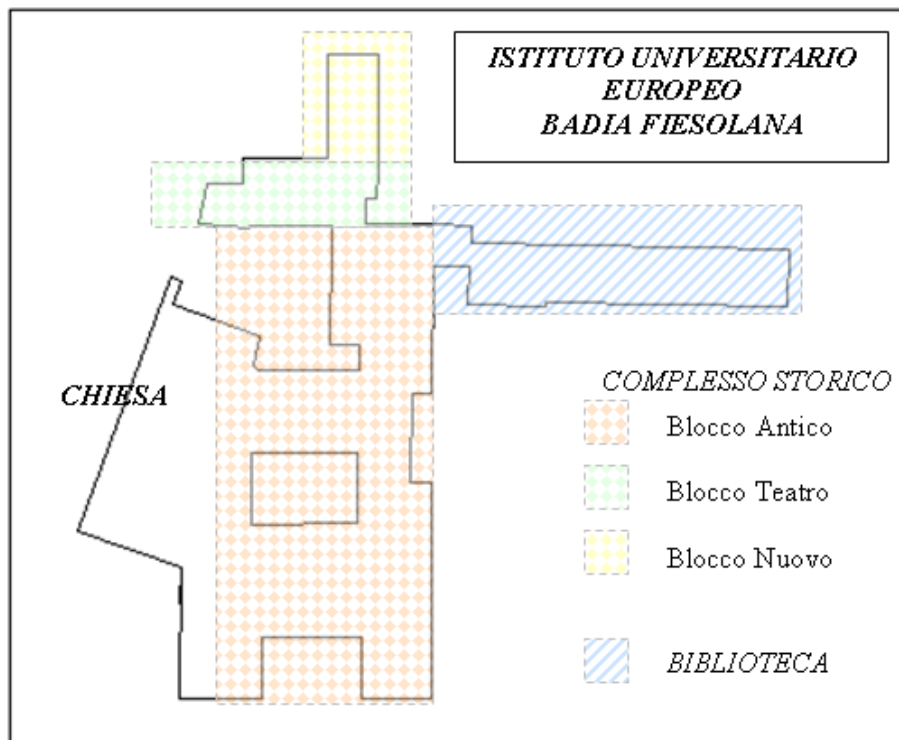 ISTITUTO UNIVERSITARIO
EUROPEO
BADIA FIESOLANA
CHIESA
COMPLESSO STORICO
Blocco Antico
Blocco Teatro
Blocco Nuovo
BIBLIOTECA